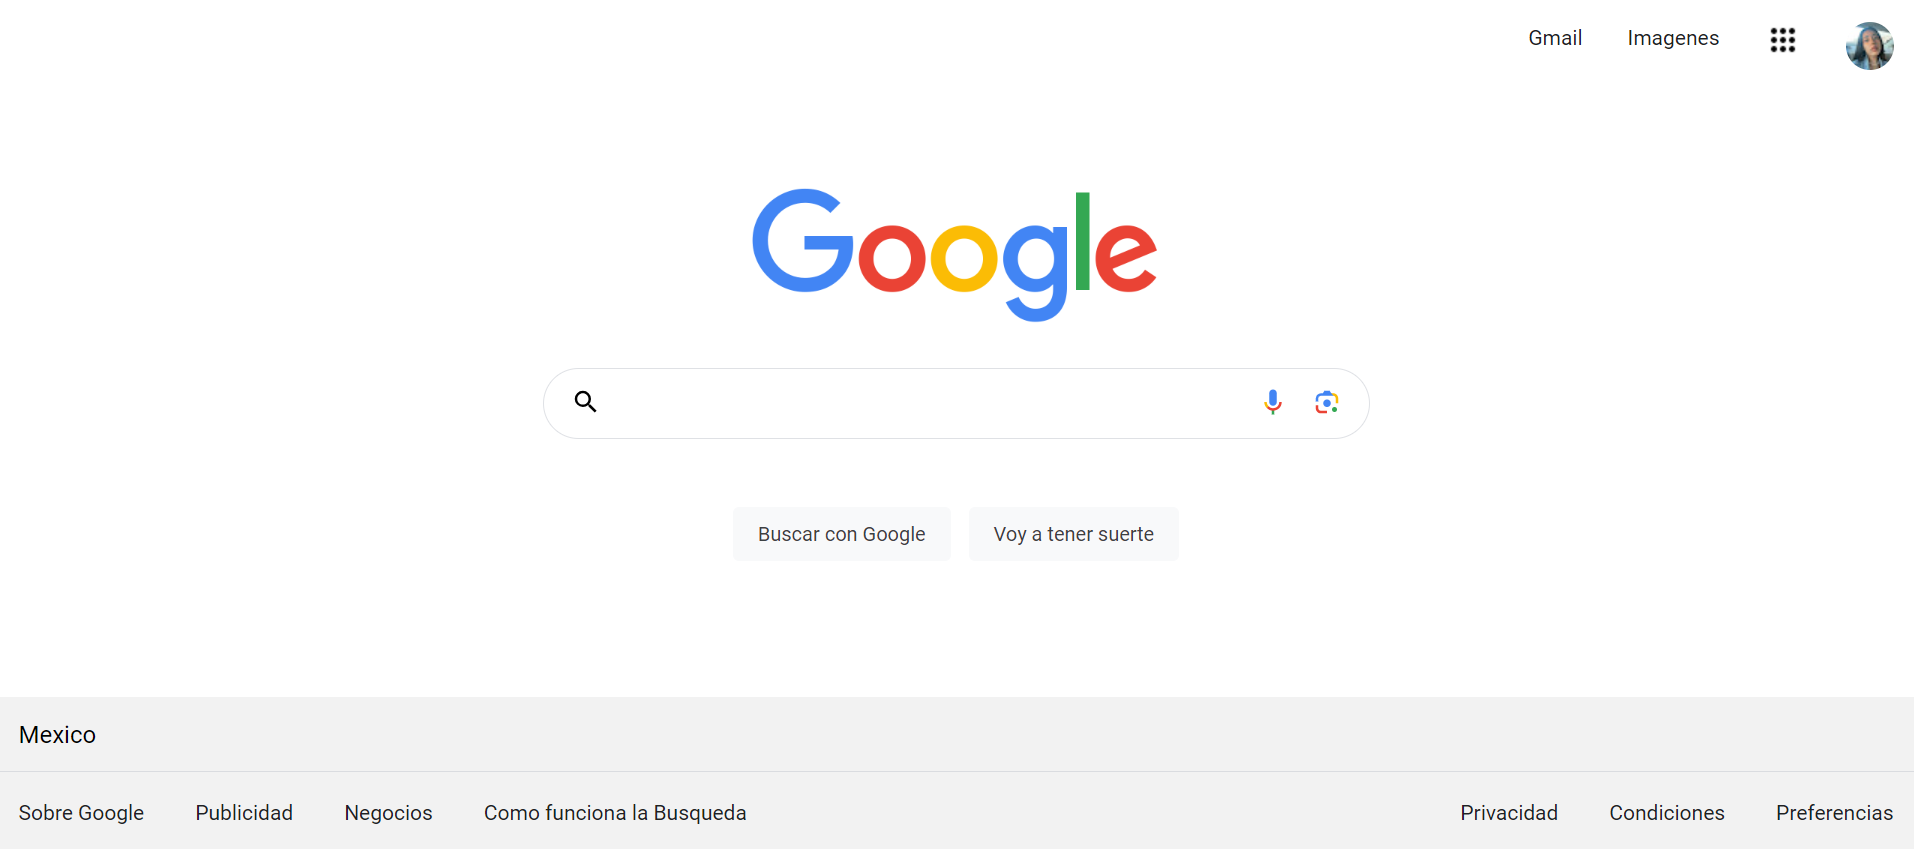 Gmail Imagenes
Google
Buscar con Google Voy a tener suerte
Mexico
Sobre Google Publicidad Negocios Como funciona la Busqueda Privacidad Condiciones Preferencias